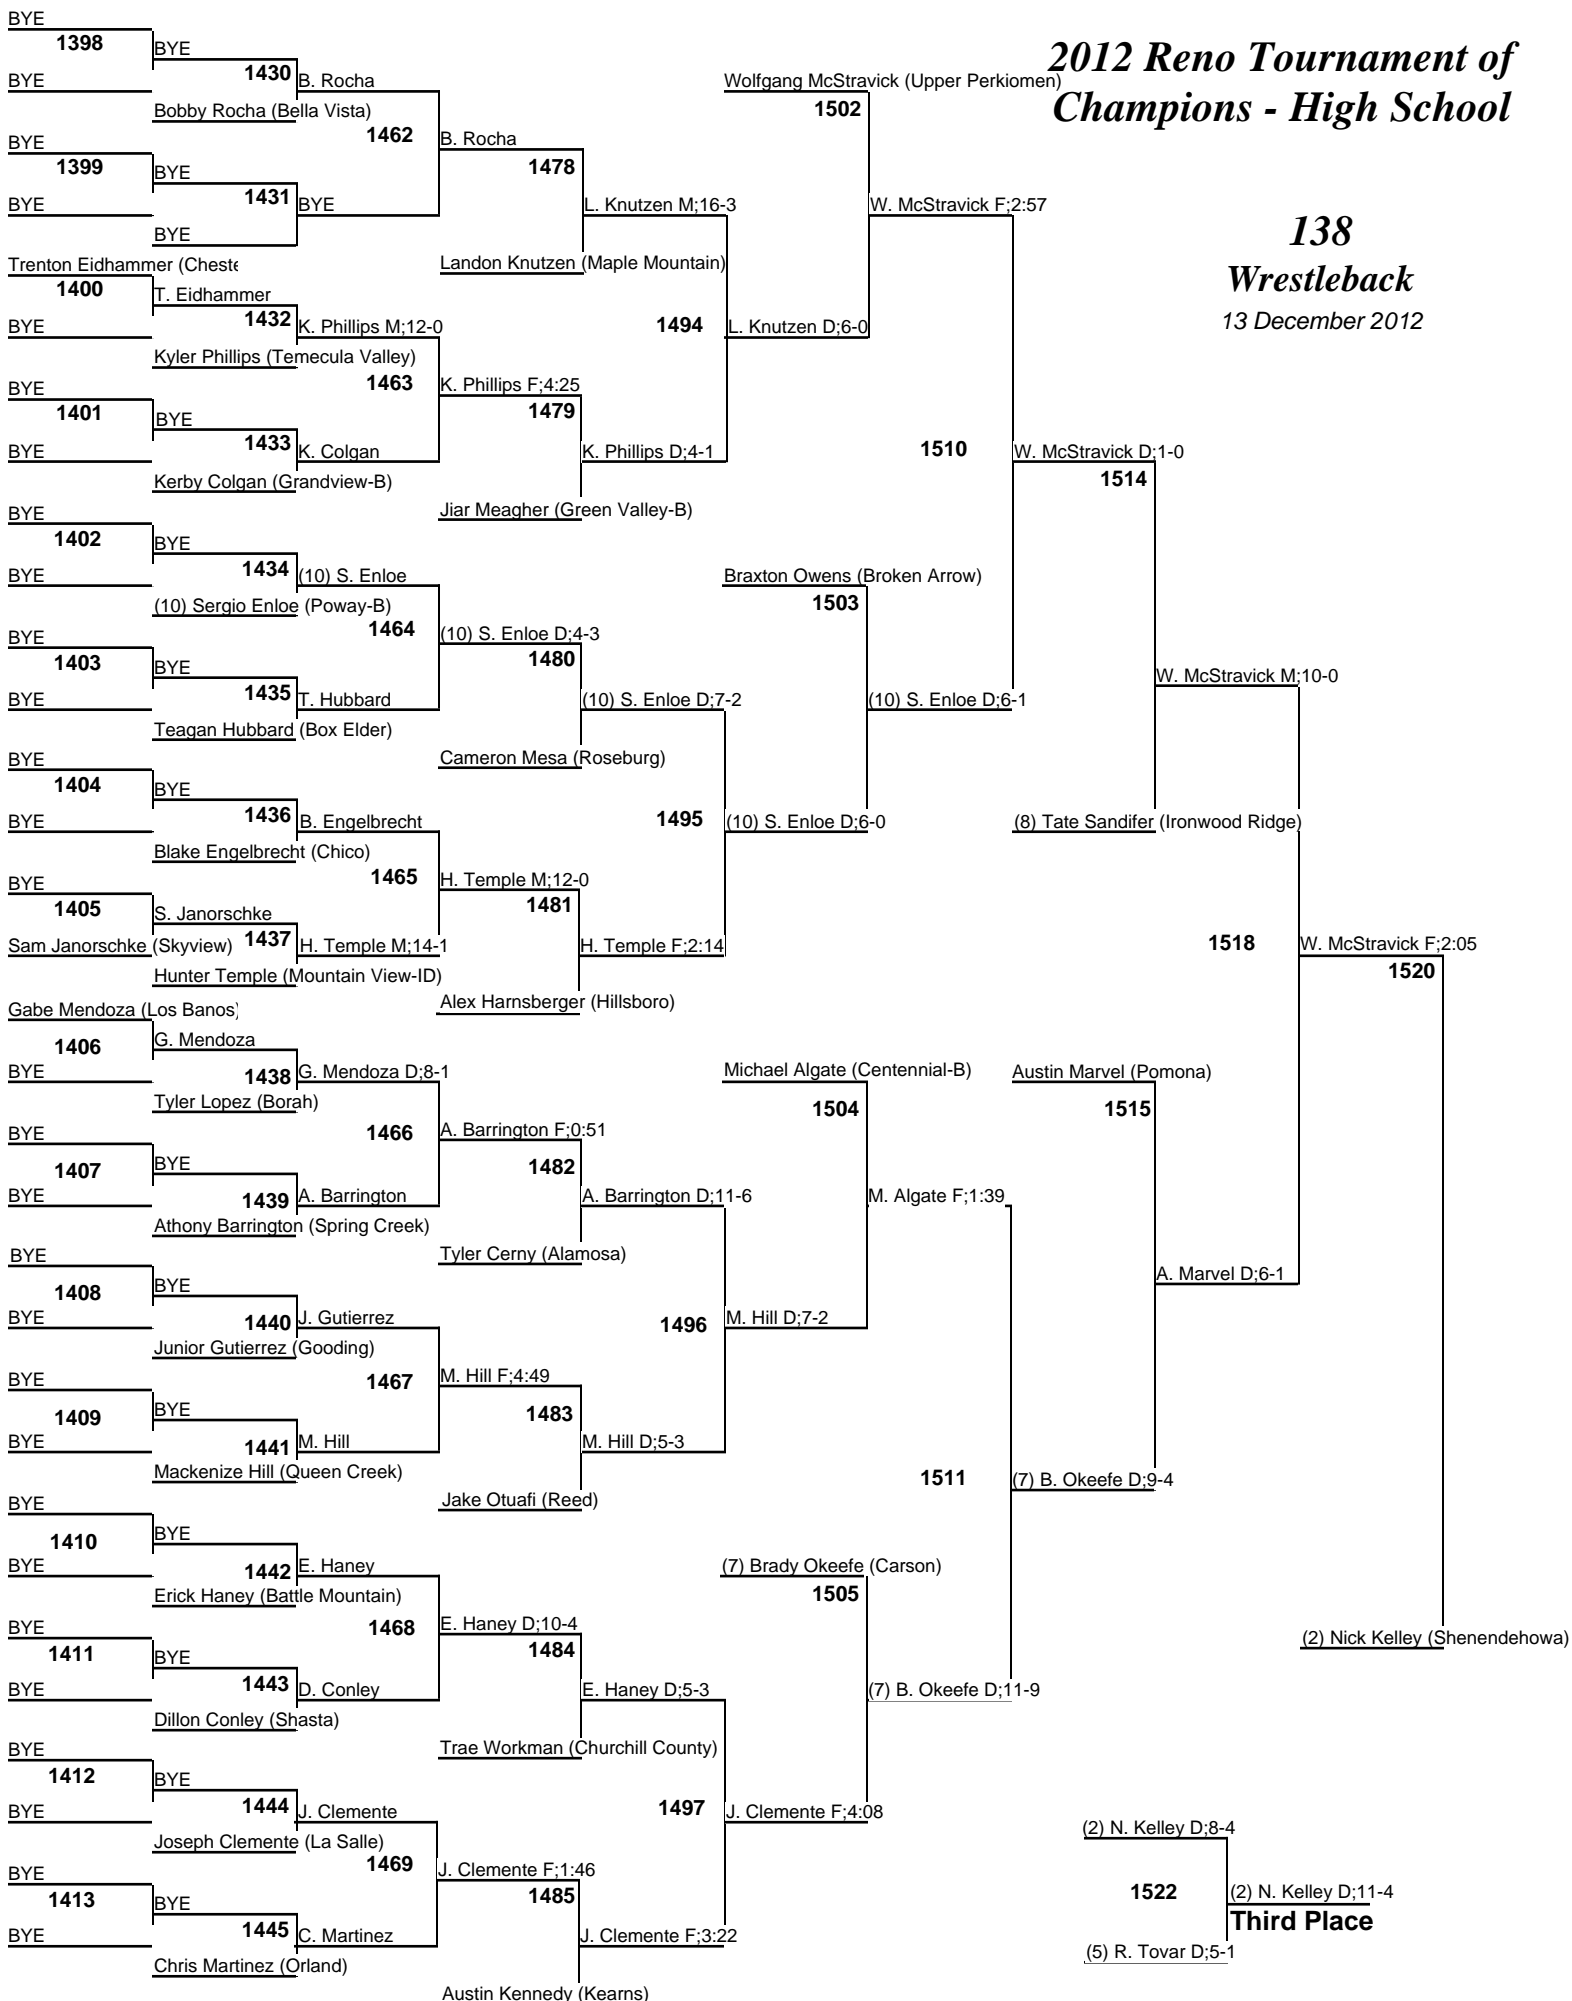 2012 Reno Tournament of
Champions - High School
138
Wrestleback
13 December 2012
BYE
1398
BYE
BYE
1399
BYE
Trenton Eidhammer (Cheste
1400
BYE
BYE
1401
BYE
BYE
1402
BYE
BYE
1403
BYE
BYE
1404
BYE
BYE
1405
Sam Janorschke (Skyview)
Gabe Mendoza (Los Banos)
1406
BYE
BYE
1407
BYE
BYE
1408
BYE
BYE
1409
BYE
BYE
1410
BYE
BYE
1411
BYE
BYE
1412
BYE
BYE
1413
BYE
BYE
1430
Bobby Rocha (Bella Vista)
BYE
1431
BYE
T. Eidhammer
1432
Kyler Phillips (Temecula Valley)
BYE
1433
Kerby Colgan (Grandview-B)
BYE
1434
(10) Sergio Enloe (Poway-B)
BYE
1435
Teagan Hubbard (Box Elder)
BYE
1436
Blake Engelbrecht (Chico)
S. Janorschke
1437
Hunter Temple (Mountain View-ID)
G. Mendoza
1438
Tyler Lopez (Borah)
BYE
1439
Athony Barrington (Spring Creek)
BYE
1440
Junior Gutierrez (Gooding)
BYE
1441
Mackenize Hill (Queen Creek)
BYE
1442
Erick Haney (Battle Mountain)
BYE
1443
Dillon Conley (Shasta)
BYE
1444
Joseph Clemente (La Salle)
BYE
1445
Chris Martinez (Orland)
B. Rocha
1462
BYE
K. Phillips M;12-0
1463
K. Colgan
(10) S. Enloe
1464
T. Hubbard
B. Engelbrecht
1465
H. Temple M;14-1
G. Mendoza D;8-1
1466
A. Barrington
J. Gutierrez
1467
M. Hill
E. Haney
1468
D. Conley
J. Clemente
1469
C. Martinez
B. Rocha
1478
Landon Knutzen (Maple Mountain)
K. Phillips F;4:25
1479
Jiar Meagher (Green Valley-B)
(10) S. Enloe D;4-3
1480
Cameron Mesa (Roseburg)
H. Temple M;12-0
1481
Alex Harnsberger (Hillsboro)
A. Barrington F;0:51
1482
Tyler Cerny (Alamosa)
M. Hill F;4:49
1483
Jake Otuafi (Reed)
E. Haney D;10-4
1484
Trae Workman (Churchill County)
J. Clemente F;1:46
1485
Austin Kennedy (Kearns)
L. Knutzen M;16-3
1494
K. Phillips D;4-1
(10) S. Enloe D;7-2
1495
H. Temple F;2:14
A. Barrington D;11-6
1496
M. Hill D;5-3
E. Haney D;5-3
1497
J. Clemente F;3:22
Wolfgang McStravick (Upper Perkiomen)
1502
L. Knutzen D;6-0
Braxton Owens (Broken Arrow)
1503
(10) S. Enloe D;6-0
Michael Algate (Centennial-B)
1504
M. Hill D;7-2
(7) Brady Okeefe (Carson)
1505
J. Clemente F;4:08
W. McStravick F;2:57
1510
(10) S. Enloe D;6-1
M. Algate F;1:39
1511
(7) B. Okeefe D;11-9
W. McStravick D;1-0
1514
(8) Tate Sandifer (Ironwood Ridge)
Austin Marvel (Pomona)
1515
(7) B. Okeefe D;9-4
W. McStravick M;10-0
1518
A. Marvel D;6-1
W. McStravick F;2:05
1520
(2) Nick Kelley (Shenendehowa)
(2) N. Kelley D;8-4
1522
(5) R. Tovar D;5-1
(2) N. Kelley D;11-4
Third Place